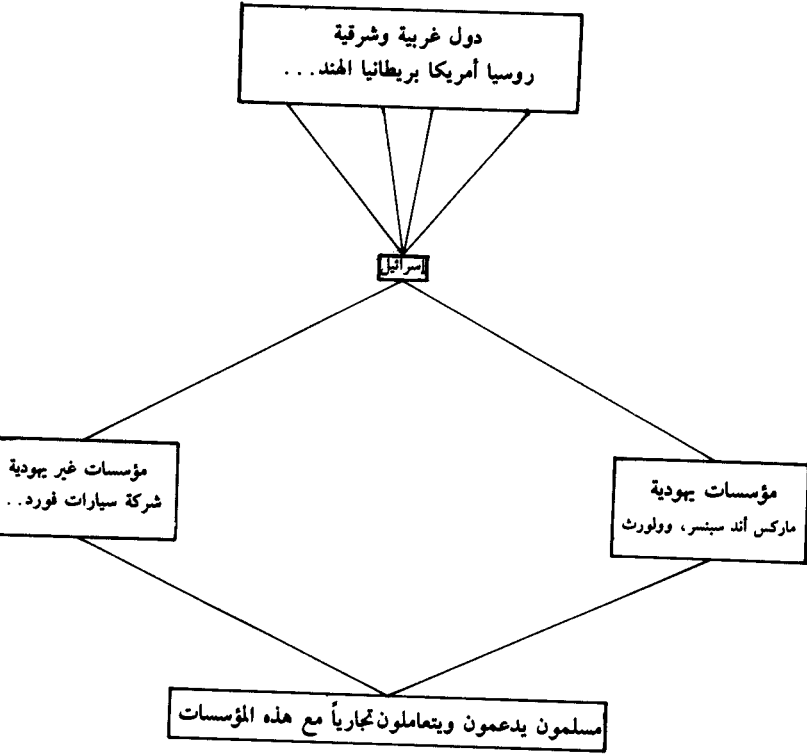 دول غربية وشرقية
روسيا أمريكا بريطانيا الهند...
إسرائيل
مؤسسات يهودية
ماركس أند سبنسر، وولورث
مؤسسات غير يهودية
شركة سيارات فورد..
مسلمون يدعمون ويتعاملون تجارياً مع هذه المؤسسات